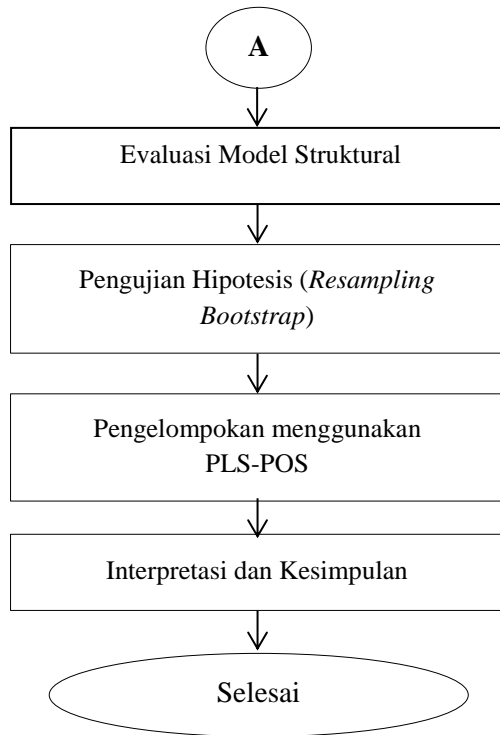 A
Evaluasi Model Struktural
Pengujian Hipotesis (Resampling
Bootstrap)
Pengelompokan menggunakan
PLS-POS
Interpretasi dan Kesimpulan
Selesai